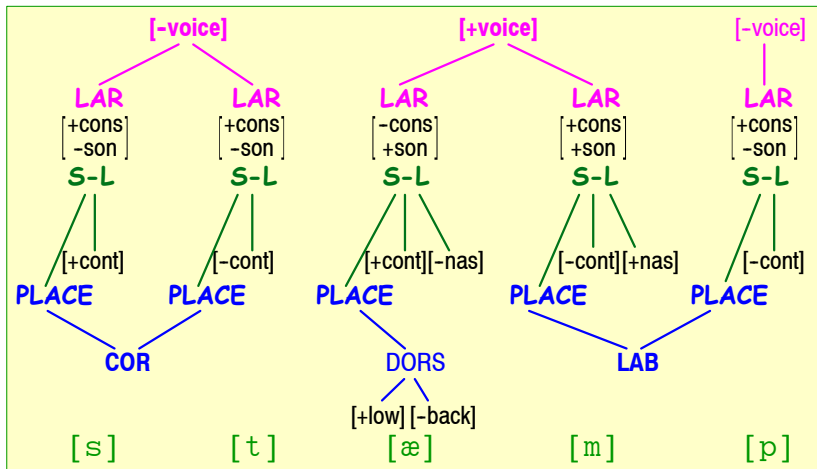 [-voice] [+voice] [-voice]
LAR LAR LAR LAR LAR
[+cons [+cons] [-cons] [+cons] [+cons]
-son] -son +son +son -son
S-L S-L S-L S-L S-L
[+cont] [-cont] [+cont] [-nas] [-cont] [+nas] [-cont]
PLACE PLACE PLACE PLACE PLACE
COR DORS LAB
[+low] [-back]
[s] [t] [æ] [m] [p]